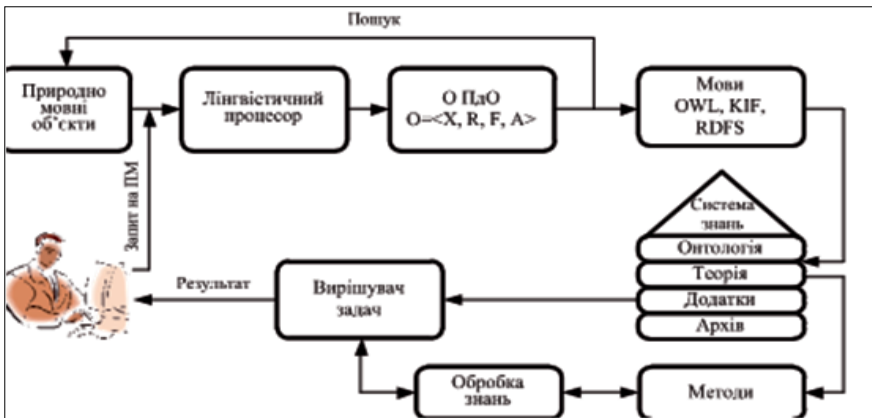 Пошук
Природно
мовні
об'єкти
Лінгвістичний
процесор
О ПдО
O=<X, R, F, A>
Мови
OWL, KIF,
RDFS
Запит на ПМ
Система
знань
Онтологія
Теорія
Додатки
Архів
Результат
Вирішувач
задач
Обробка
знань
Методи